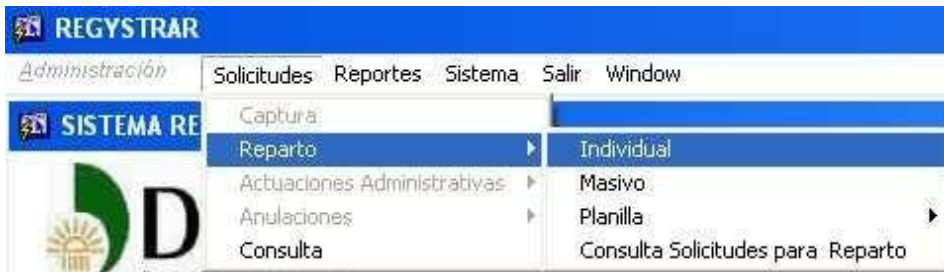 REGYSTRAR
Administración Solicitudes Reportes Sistema Salir Window
SISTEMA RE
Captura
Reparto
Actuaciones Administrativas
Anulaciones
Consulta
Individual
Masivo
Planilla
Consulta Solicitudes para Reparto
D